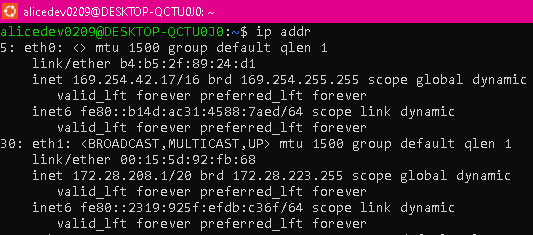 alicedev0209@DESKTOP-QCTU0J0: ~
alicedev0209@DESKTOP-QCTU0J0:~$ ip addr
5: eth0: <> mtu 1500 group default qlen 1
    link/ether b4:b5:2f:89:24:d1
    inet 169.254.42.17/16 brd 169.254.255.255 scope global dynamic
       valid_lft forever preferred_lft forever
    inet6 fe80::b14d:ac31:4588:7aed/64 scope link dynamic
       valid_lft forever preferred_lft forever
30: eth1: <BROADCAST,MULTICAST,UP> mtu 1500 group default qlen 1
    link/ether 00:15:5d:92:fb:68
    inet 172.28.208.1/20 brd 172.28.223.255 scope global dynamic
       valid_lft forever preferred_lft forever
    inet6 fe80::2319:925f:efdb:c36f/64 scope link dynamic
       valid_lft forever preferred_lft forever